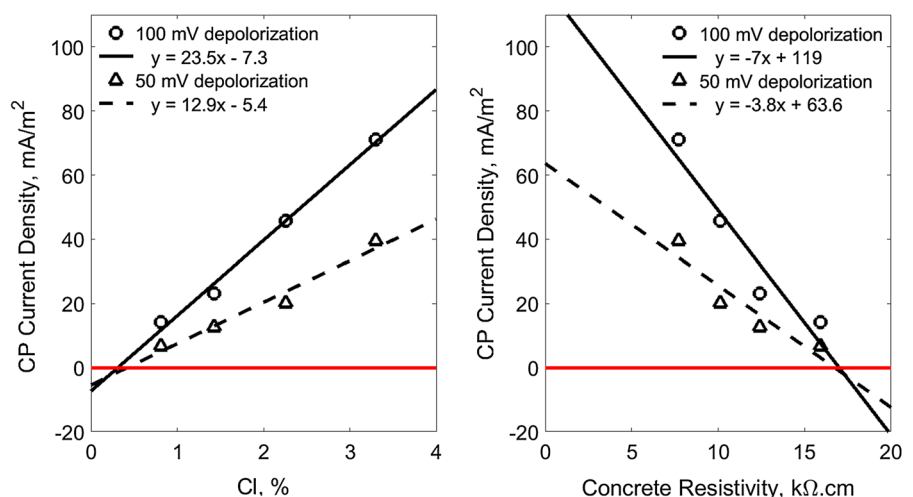 100 mV depolorization
y = 23.5x - 7.3
50 mV depolorization
y = 12.9x - 5.4
CP Current Density, mA/m²
100
80
60
40
20
0
-20
0 1 2 3 4
Cl, %
100 mV depolorization
y = -7x + 119
50 mV depolorization
y = -3.8x + 63.6
CP Current Density, mA/m²
100
80
60
40
20
0
-20
0 5 10 15 20
Concrete Resistivity, kΩ.cm